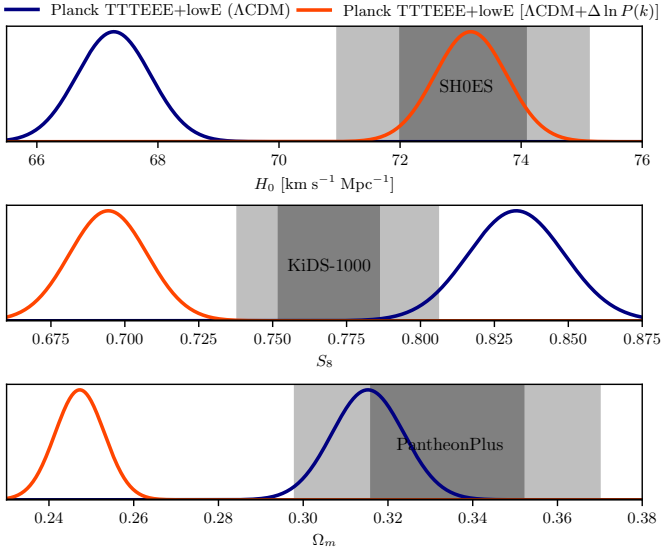 Planck TTTEEE+lowE (ΛCDM) Planck TTTEEE+lowE [ΛCDM+Δ ln P(k)]
SH0ES
66 68 70 72 74 76
H₀ [km s⁻¹ Mpc⁻¹]
KiDS-1000
0.675 0.700 0.725 0.750 0.775 0.800 0.825 0.850 0.875
S₈
PantheonPlus
0.24 0.26 0.28 0.30 0.32 0.34 0.36 0.38
Ωₘ